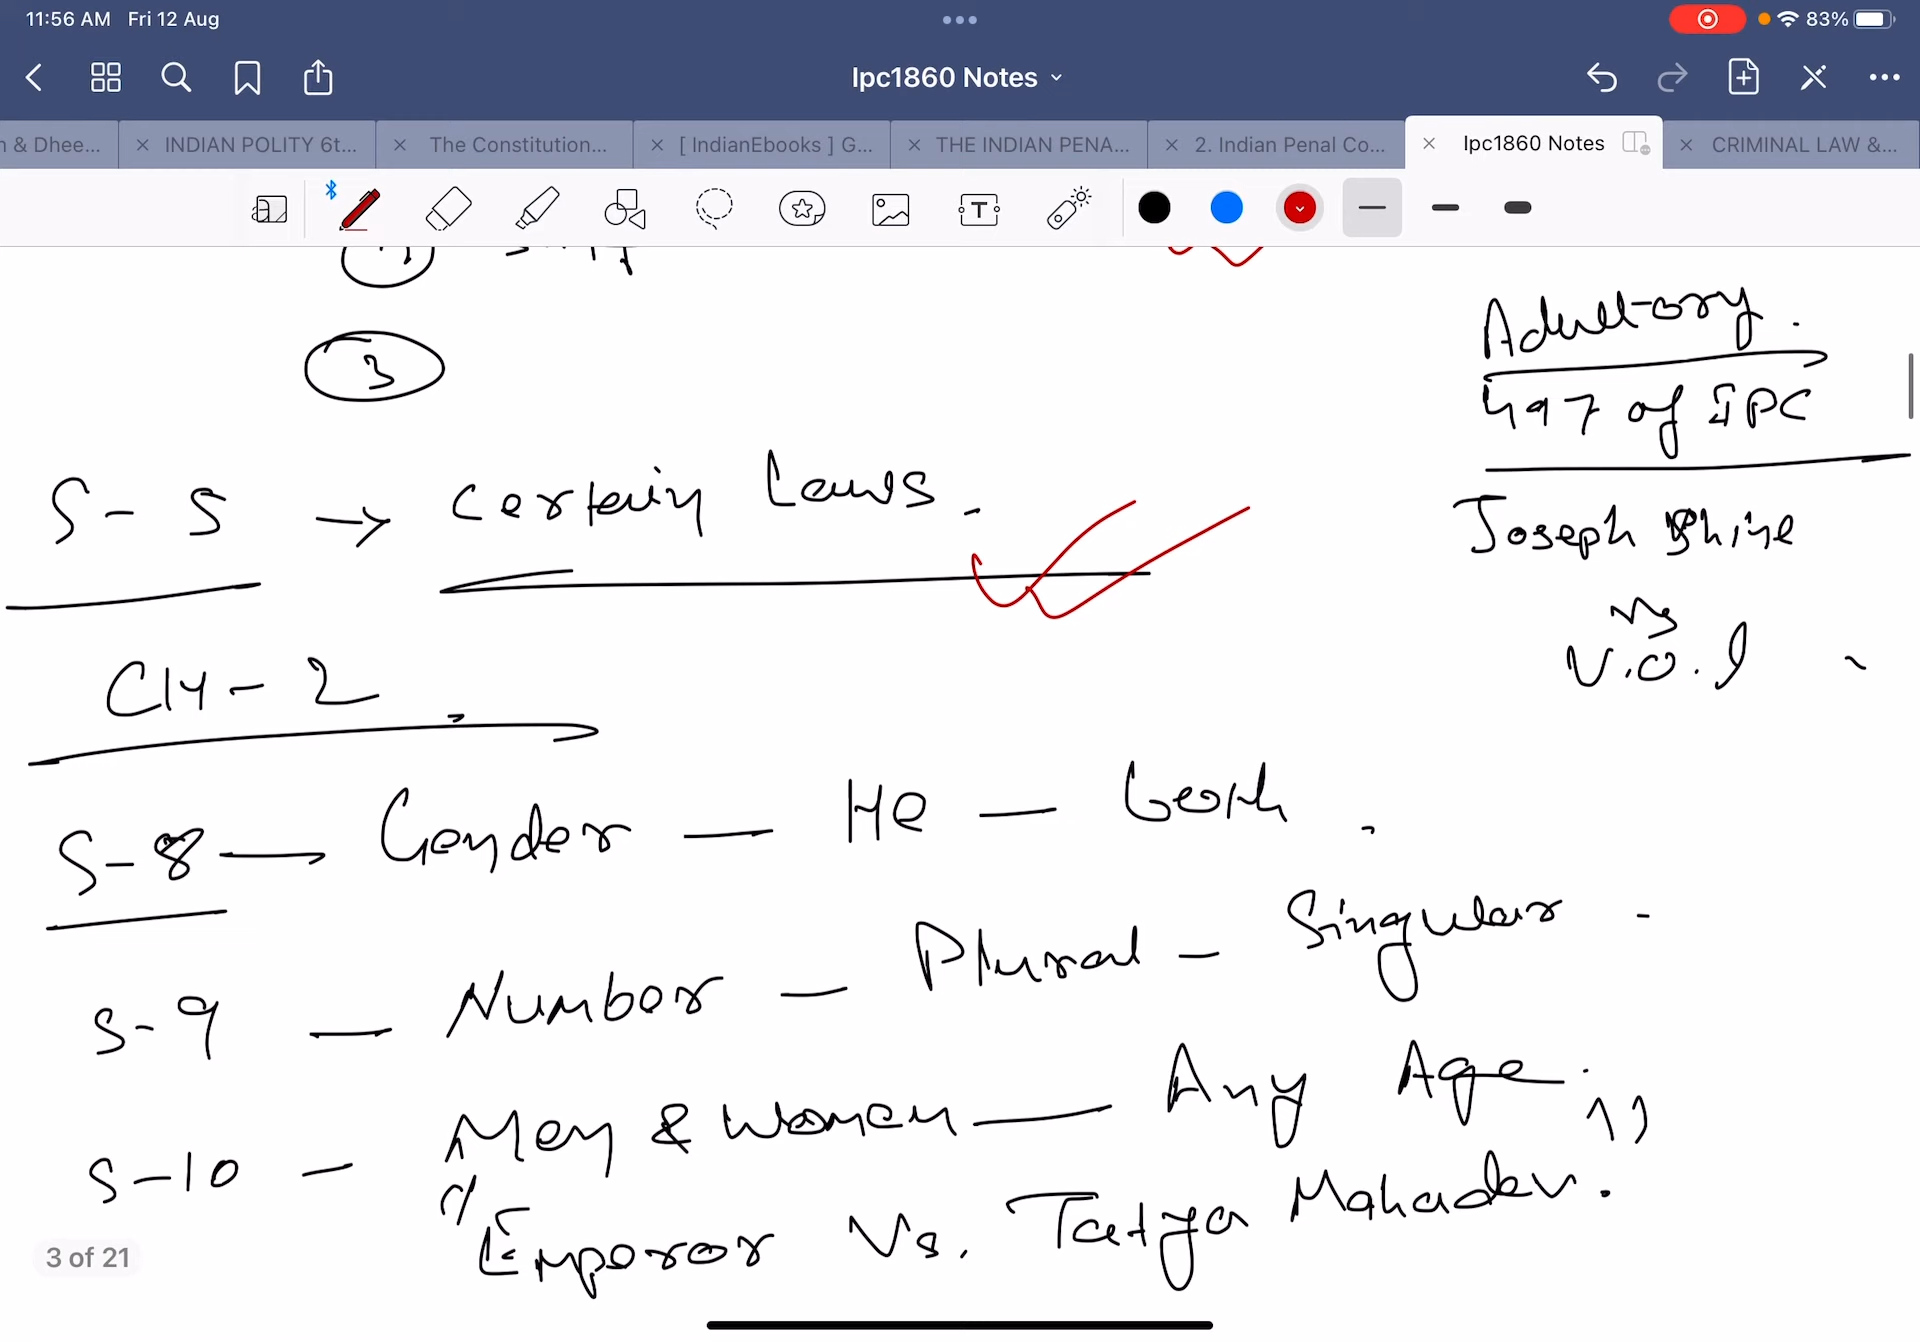 11:56 AM Fri 12 Aug
83%
Ipc1860 Notes
n & Dhee...
INDIAN POLITY 6t...
The Constitution...
[ IndianEbooks ] G...
THE INDIAN PENA...
2. Indian Penal Co...
Ipc1860 Notes
CRIMINAL LAW &...
3
Adultory.
497 of IPC
Joseph Shine
Vs
U.O.I
S-5 → Certain Laws.
CH-2
S-8 — Gender — He — Both.
S-9 — Number — Plural — Singular -
S-10 — Men & Women — Any Age.
"Emperor Vs. Tatya Mahadev."
3 of 21